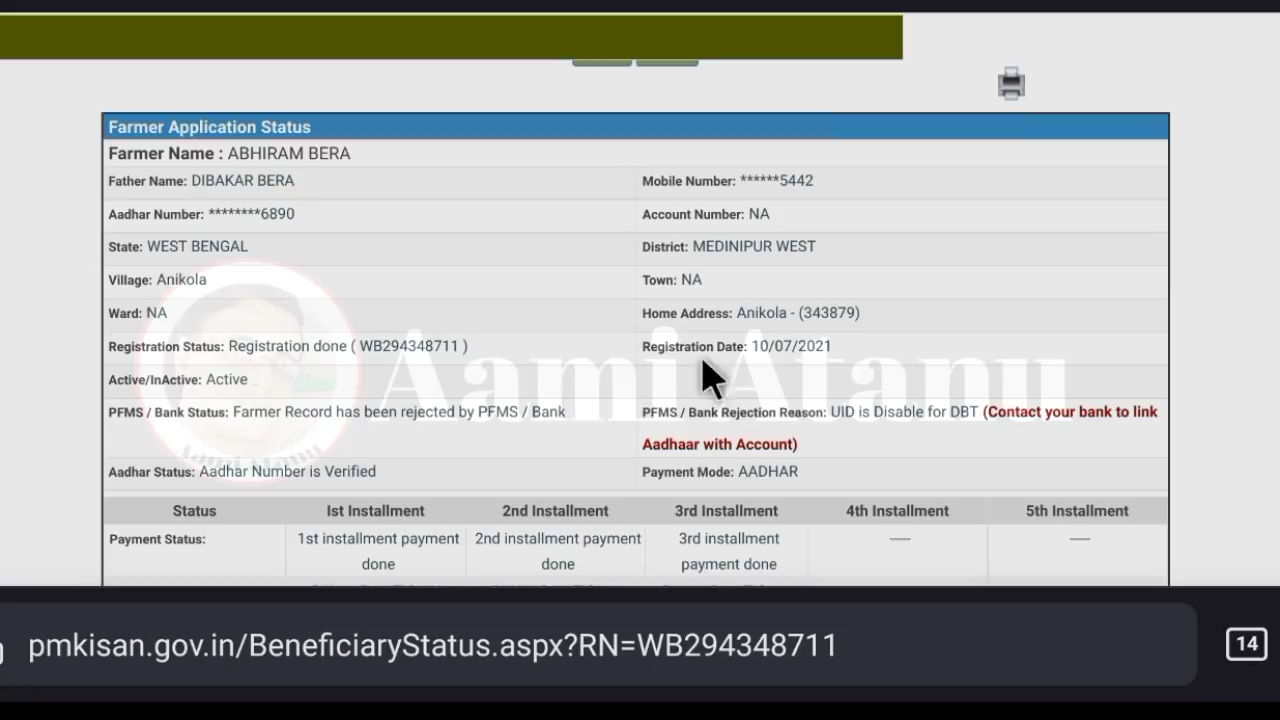 Farmer Application Status
Farmer Name : ABHIRAM BERA
Father Name: DIBAKAR BERA Mobile Number: ******5442
Aadhar Number: ********6890 Account Number: NA
State: WEST BENGAL District: MEDINIPUR WEST
Village: Anikola Town: NA
Ward: NA Home Address: Anikola - (343879)
Registration Status: Registration done ( WB294348711 ) Registration Date: 10/07/2021
Active/InActive: Active
Aami Atanu
PFMS / Bank Status: Farmer Record has been rejected by PFMS / Bank PFMS / Bank Rejection Reason: UID is Disable for DBT (Contact your bank to link
Aadhaar with Account)
Aami Atanu
Aadhar Status: Aadhar Number is Verified Payment Mode: AADHAR
Status Ist Installment 2nd Installment 3rd Installment 4th Installment 5th Installment
Payment Status: 1st installment payment 2nd installment payment 3rd installment ----- -----
done done payment done
pmkisan.gov.in/BeneficiaryStatus.aspx?RN=WB294348711 14